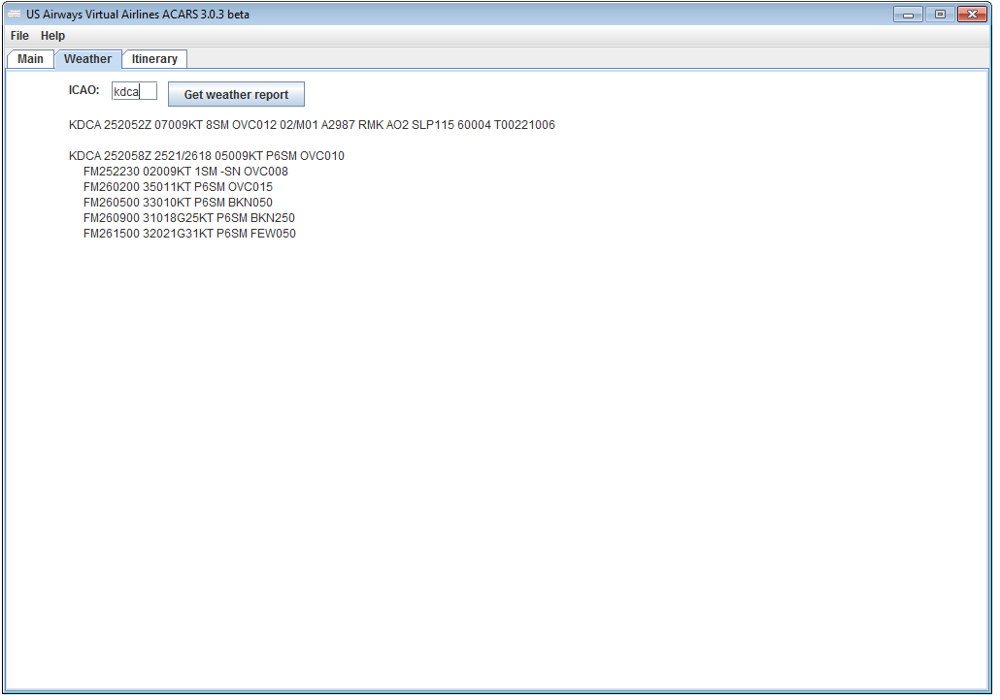 US Airways Virtual Airlines ACARS 3.0.3 beta
File Help
Main Weather Itinerary
ICAO: kdca Get weather report
KDCA 252052Z 07009KT 8SM OVC012 02/M01 A2987 RMK AO2 SLP115 60004 T00221006
KDCA 252058Z 2521/2618 05009KT P6SM OVC010
FM252230 02009KT 1SM -SN OVC008
FM260200 35011KT P6SM OVC015
FM260500 33010KT P6SM BKN050
FM260900 31018G25KT P6SM BKN250
FM261500 32021G31KT P6SM FEW050